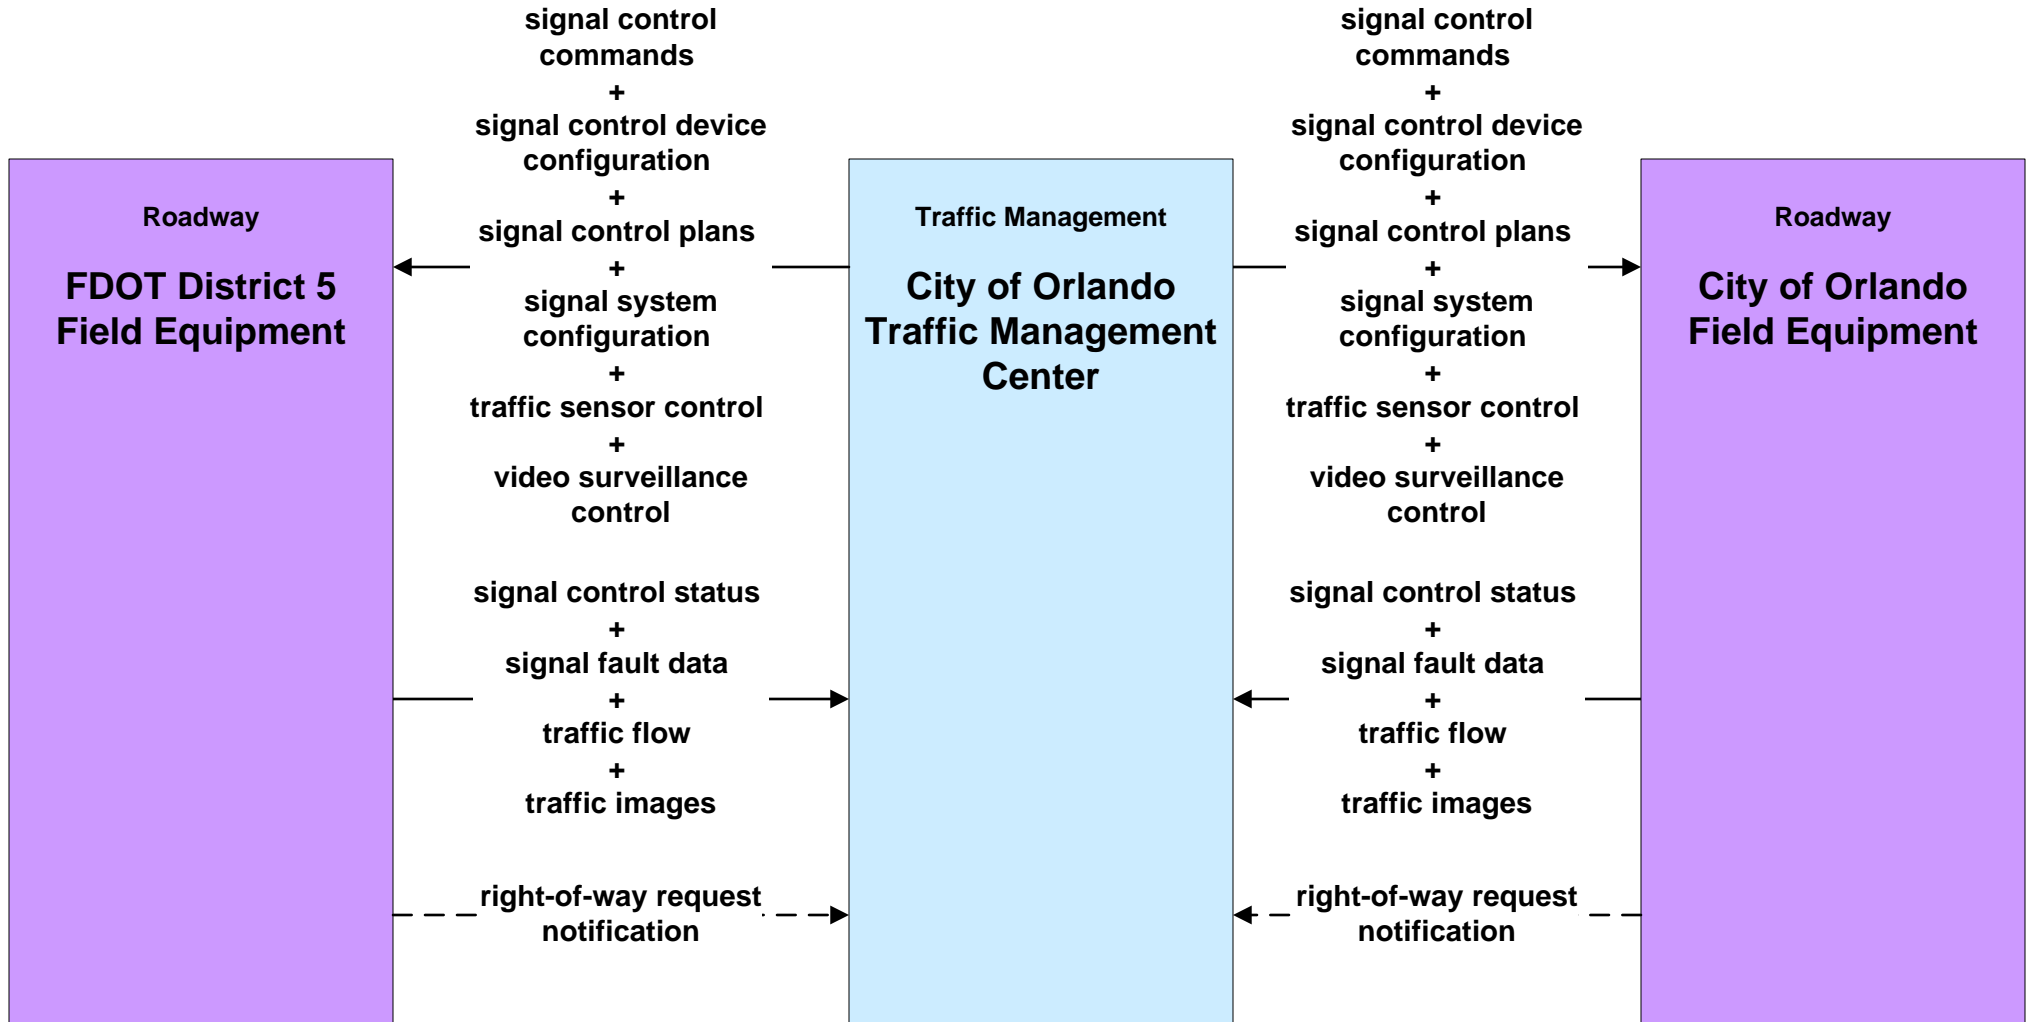 Roadway
FDOT District 5
Field Equipment
signal control
commands
+
signal control device
configuration
+
signal control plans
+
signal system
configuration
+
traffic sensor control
+
video surveillance
control
signal control status
+
signal fault data
+
traffic flow
+
traffic images
right-of-way request
notification
Traffic Management
City of Orlando
Traffic Management
Center
signal control
commands
+
signal control device
configuration
+
signal control plans
+
signal system
configuration
+
traffic sensor control
+
video surveillance
control
signal control status
+
signal fault data
+
traffic flow
+
traffic images
right-of-way request
notification
Roadway
City of Orlando
Field Equipment